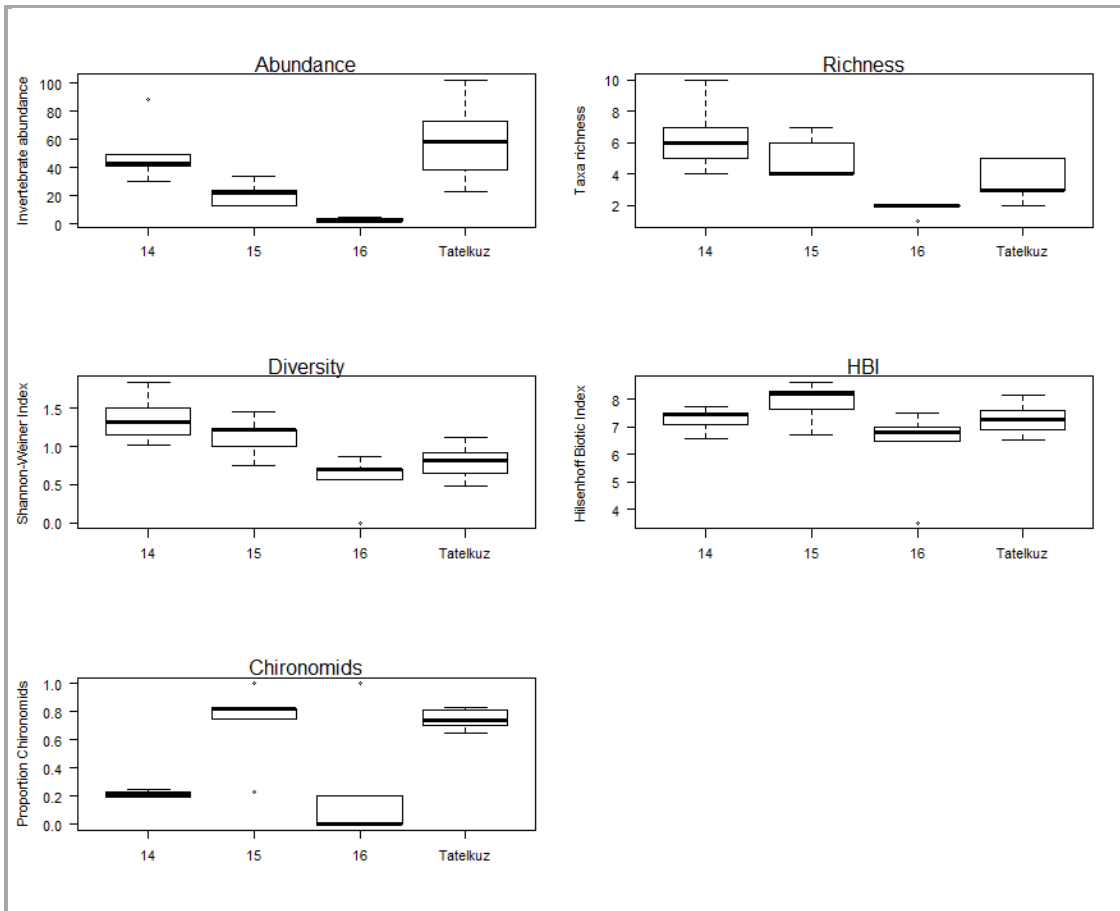 Abundance
Invertebrate abundance
100
80
60
40
20
0
14 15 16 Tatelkuz
Richness
Taxa richness
10
8
6
4
2
14 15 16 Tatelkuz
Diversity
Shannon-Weiner Index
1.5
1.0
0.5
0.0
14 15 16 Tatelkuz
HBI
Hilsenhoff Biotic Index
8
7
6
5
4
14 15 16 Tatelkuz
Chironomids
Proportion Chironomids
1.0
0.8
0.6
0.4
0.2
0.0
14 15 16 Tatelkuz